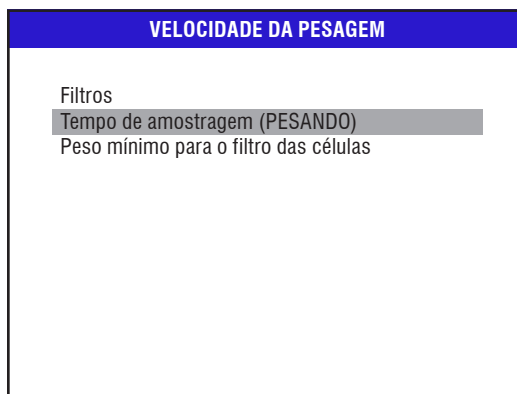 VELOCIDADE DA PESAGEM
Filtros
Tempo de amostragem (PESANDO)
Peso mínimo para o filtro das células